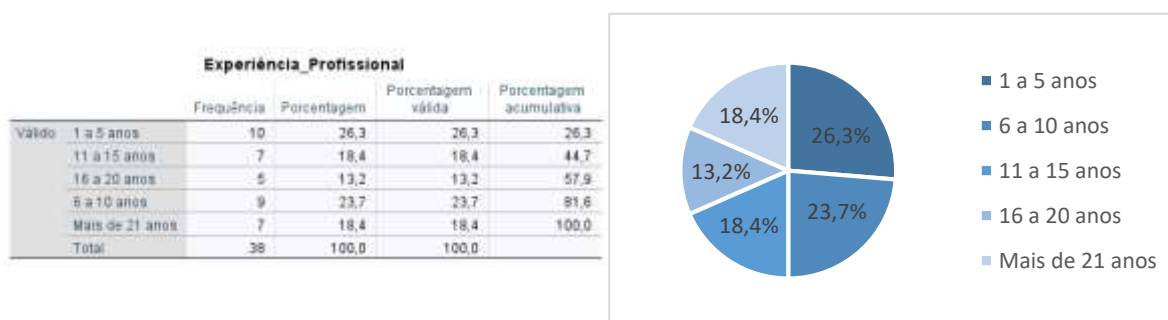 Experiência_Profissional
Frequência Porcentagem Porcentagem válida Porcentagem acumulativa
Válido 1 a 5 anos 10 26,3 26,3 26,3
11 a 15 anos 7 18,4 18,4 44,7
16 a 20 anos 5 13,2 13,2 57,9
6 a 10 anos 9 23,7 23,7 81,6
Mais de 21 anos 7 18,4 18,4 100,0
Total 38 100,0 100,0
26,3%
23,7%
18,4%
13,2%
18,4%
1 a 5 anos
6 a 10 anos
11 a 15 anos
16 a 20 anos
Mais de 21 anos